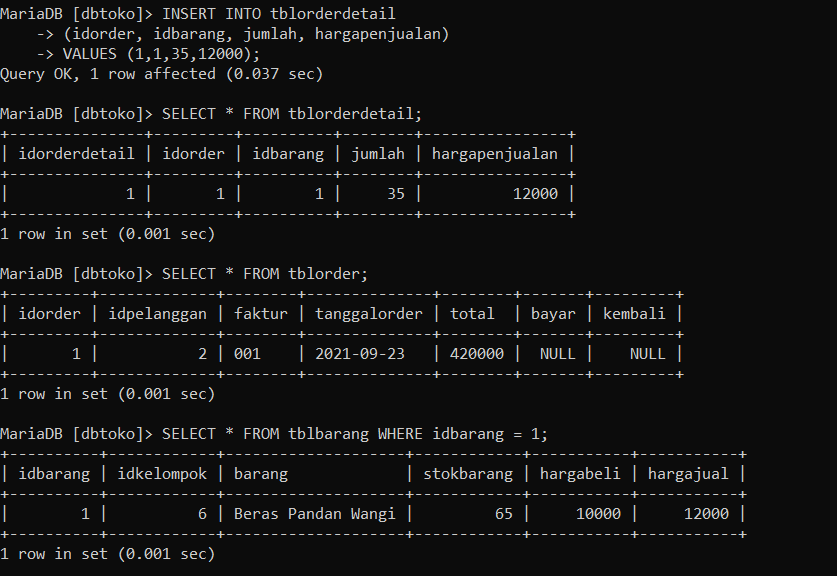 MariaDB [dbtoko]> INSERT INTO tblorderdetail
    -> (idorder, idbarang, jumlah, hargapenjualan)
    -> VALUES (1,1,35,12000);
Query OK, 1 row affected (0.037 sec)

MariaDB [dbtoko]> SELECT * FROM tblorderdetail;
+---------------+---------+----------+--------+----------------+
| idorderdetail | idorder | idbarang | jumlah | hargapenjualan |
+---------------+---------+----------+--------+----------------+
|             1 |       1 |        1 |     35 |          12000 |
+---------------+---------+----------+--------+----------------+
1 row in set (0.001 sec)

MariaDB [dbtoko]> SELECT * FROM tblorder;
+---------+-------------+--------+--------------+--------+-------+---------+
| idorder | idpelanggan | faktur | tanggalorder | total  | bayar | kembali |
+---------+-------------+--------+--------------+--------+-------+---------+
|       1 |           2 | 001    | 2021-09-23   | 420000 |  NULL |    NULL |
+---------+-------------+--------+--------------+--------+-------+---------+
1 row in set (0.001 sec)

MariaDB [dbtoko]> SELECT * FROM tblbarang WHERE idbarang = 1;
+----------+------------+--------------------+------------+-----------+-----------+
| idbarang | idkelompok | barang             | stokbarang | hargabeli | hargajual |
+----------+------------+--------------------+------------+-----------+-----------+
|        1 |          6 | Beras Pandan Wangi |         65 |     10000 |     12000 |
+----------+------------+--------------------+------------+-----------+-----------+
1 row in set (0.001 sec)